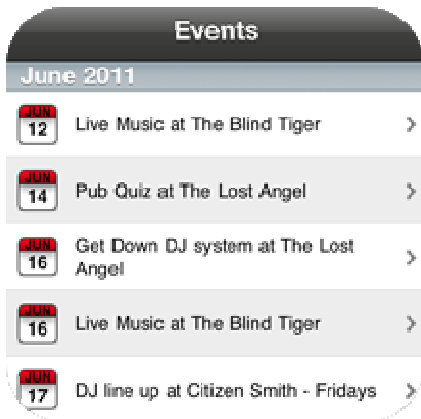 Events
June 2011
JUN
12
Live Music at The Blind Tiger
JUN
14
Pub Quiz at The Lost Angel
JUN
16
Get Down DJ system at The Lost
Angel
JUN
16
Live Music at The Blind Tiger
JUN
17
DJ line up at Citizen Smith - Fridays